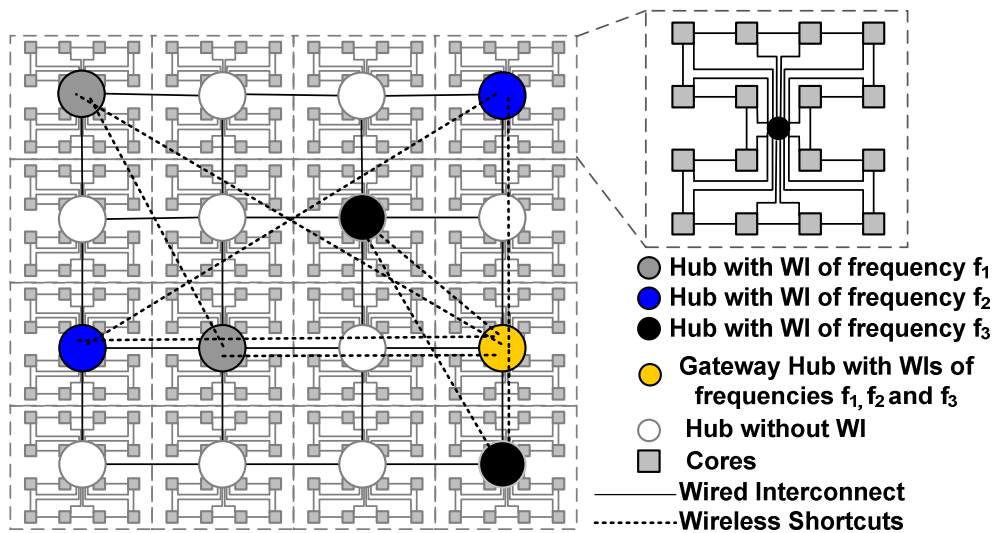 Hub with WI of frequency f1
Hub with WI of frequency f2
Hub with WI of frequency f3
Gateway Hub with WIs of
frequencies f1, f2 and f3
Hub without WI
Cores
Wired Interconnect
Wireless Shortcuts